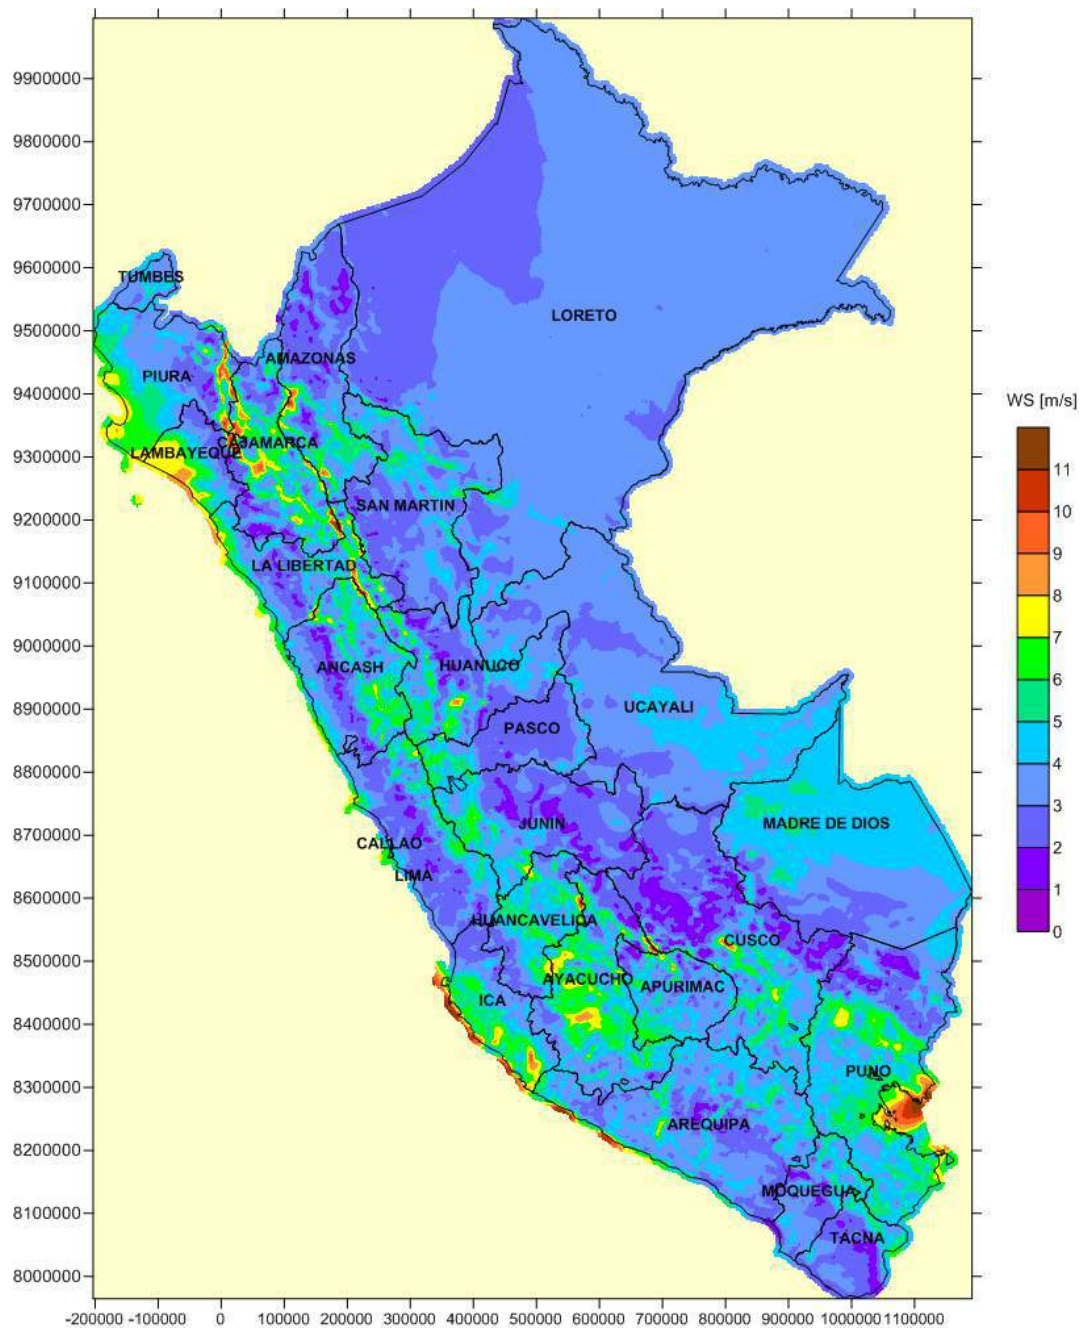 9900000
9800000
9700000
9600000
9500000
9400000
9300000
9200000
9100000
9000000
8900000
8800000
8700000
8600000
8500000
8400000
8300000
8200000
8100000
8000000
-200000 -100000 0 100000 200000 300000 400000 500000 600000 700000 800000 900000 1000000 1100000
TUMBES
LORETO
AMAZONAS
PIURA
CAJAMARCA
LAMBAYEQUE
SAN MARTIN
LA LIBERTAD
ANCASH
HUANUCO
UCAYALI
PASCO
MADRE DE DIOS
JUNIN
CALLAO
LIMA
HUANCAVELICA
CUSCO
AYACUCHO
APURIMAC
ICA
PUNO
AREQUIPA
MOQUEGUA
TACNA
WS [m/s]
11
10
9
8
7
6
5
4
3
2
1
0